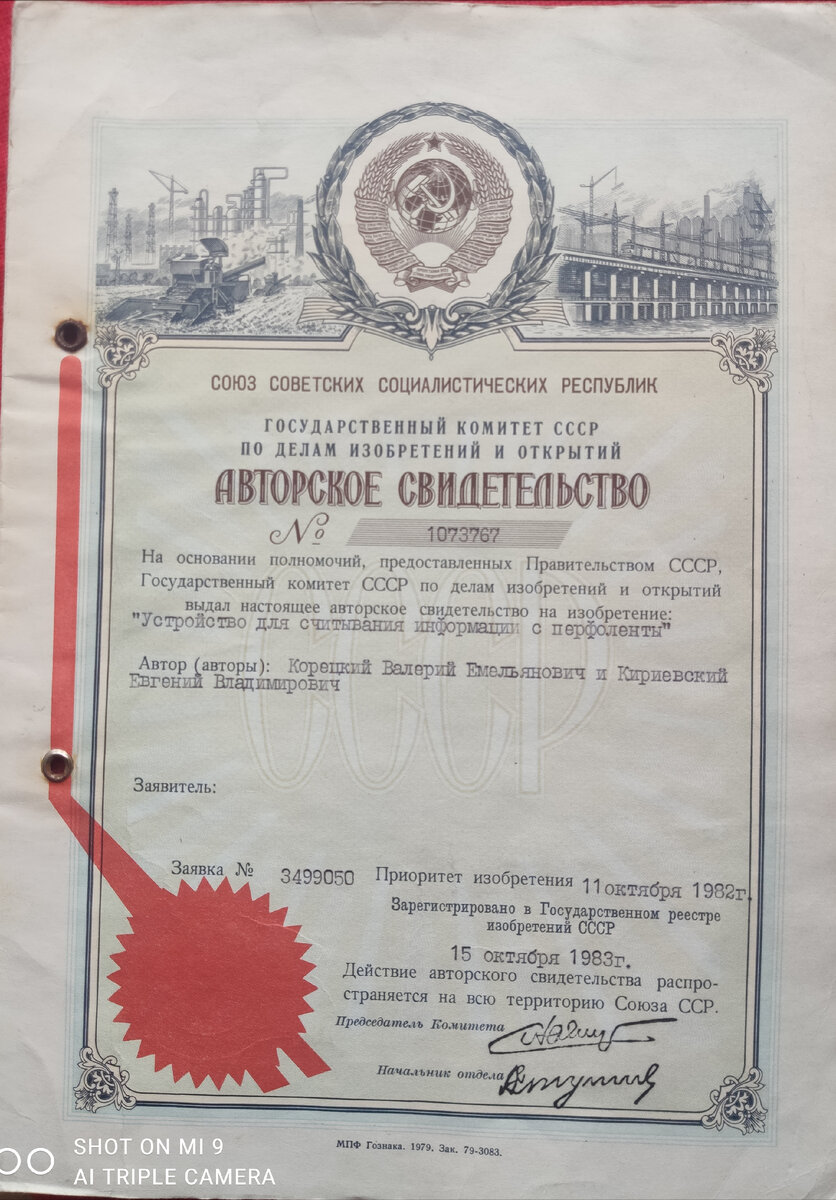 СОЮЗ СОВЕТСКИХ СОЦИАЛИСТИЧЕСКИХ РЕСПУБЛИК
ГОСУДАРСТВЕННЫЙ КОМИТЕТ СССР
ПО ДЕЛАМ ИЗОБРЕТЕНИЙ И ОТКРЫТИЙ
АВТОРСКОЕ СВИДЕТЕЛЬСТВО
№ 1073767
На основании полномочий, предоставленных Правительством СССР,
Государственный комитет СССР по делам изобретений и открытий
выдал настоящее авторское свидетельство на изобретение:
"Устройство для считывания информации с перфоленты"
Автор (авторы): Корецкий Валерий Емельянович и Кириевский
Евгений Владимирович
СССР
Заявитель:
Заявка № 3499050 Приоритет изобретения 11 октября 1982г.
Зарегистрировано в Государственном реестре
изобретений СССР
15 октября 1983г.
Действие авторского свидетельства распро-
страняется на всю территорию Союза ССР.
Председатель Комитета
Начальник отдела
МПФ Гознака. 1979. Зак. 79-3083.
SHOT ON MI 9
AI TRIPLE CAMERA